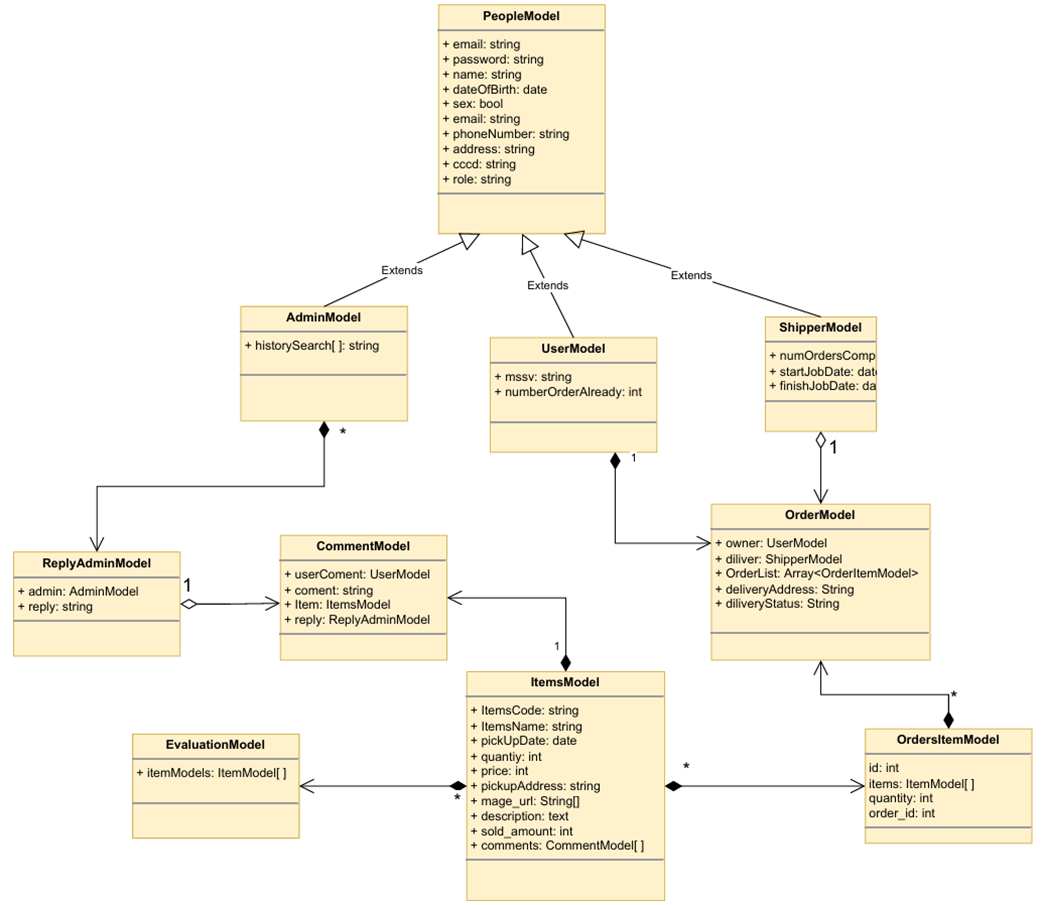 PeopleModel
+ email: string
+ password: string
+ name: string
+ dateOfBirth: date
+ sex: bool
+ email: string
+ phoneNumber: string
+ address: string
+ cccd: string
+ role: string
Extends
Extends
Extends
AdminModel
+ historySearch[ ]: string
*
UserModel
+ mssv: string
+ numberOrderAlready: int
1
ShipperModel
+ numOrdersComp
+ startJobDate: date
+ finishJobDate: da
1
ReplyAdminModel
+ admin: AdminModel
+ reply: string
1
CommentModel
+ userComent: UserModel
+ coment: string
+ Item: ItemsModel
+ reply: ReplyAdminModel
OrderModel
+ owner: UserModel
+ diliver: ShipperModel
+ OrderList: Array<OrderItemModel>
+ deliveryAddress: String
+ diliveryStatus: String
1
ItemsModel
+ ItemsCode: string
+ ItemsName: string
+ pickUpDate: date
+ quantiy: int
+ price: int
+ pickupAddress: string
+ mage_url: String[]
+ description: text
+ sold_amount: int
+ comments: CommentModel[ ]
EvaluationModel
+ itemModels: ItemModel[ ]
*
*
*
OrdersItemModel
id: int
items: ItemModel[ ]
quantity: int
order_id: int